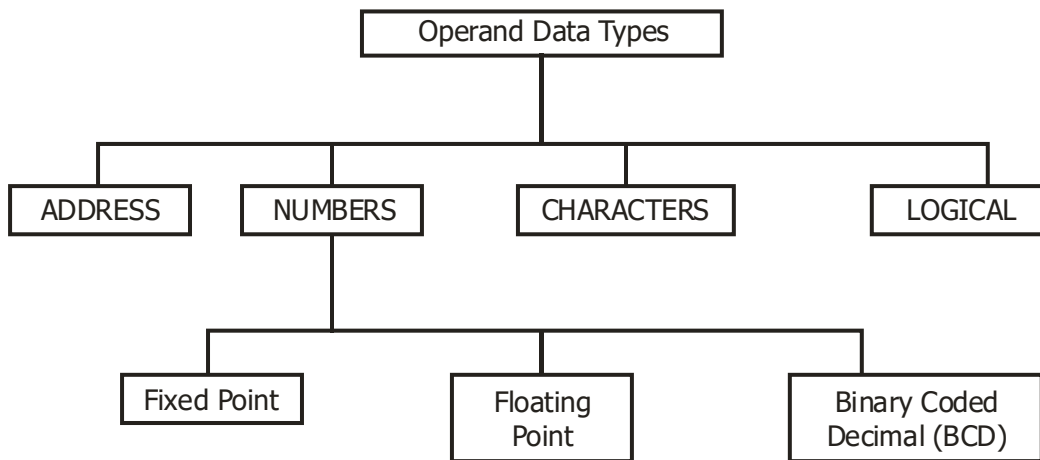 Operand Data Types
ADDRESS
NUMBERS
CHARACTERS
LOGICAL
Fixed Point
Floating
Point
Binary Coded
Decimal (BCD)